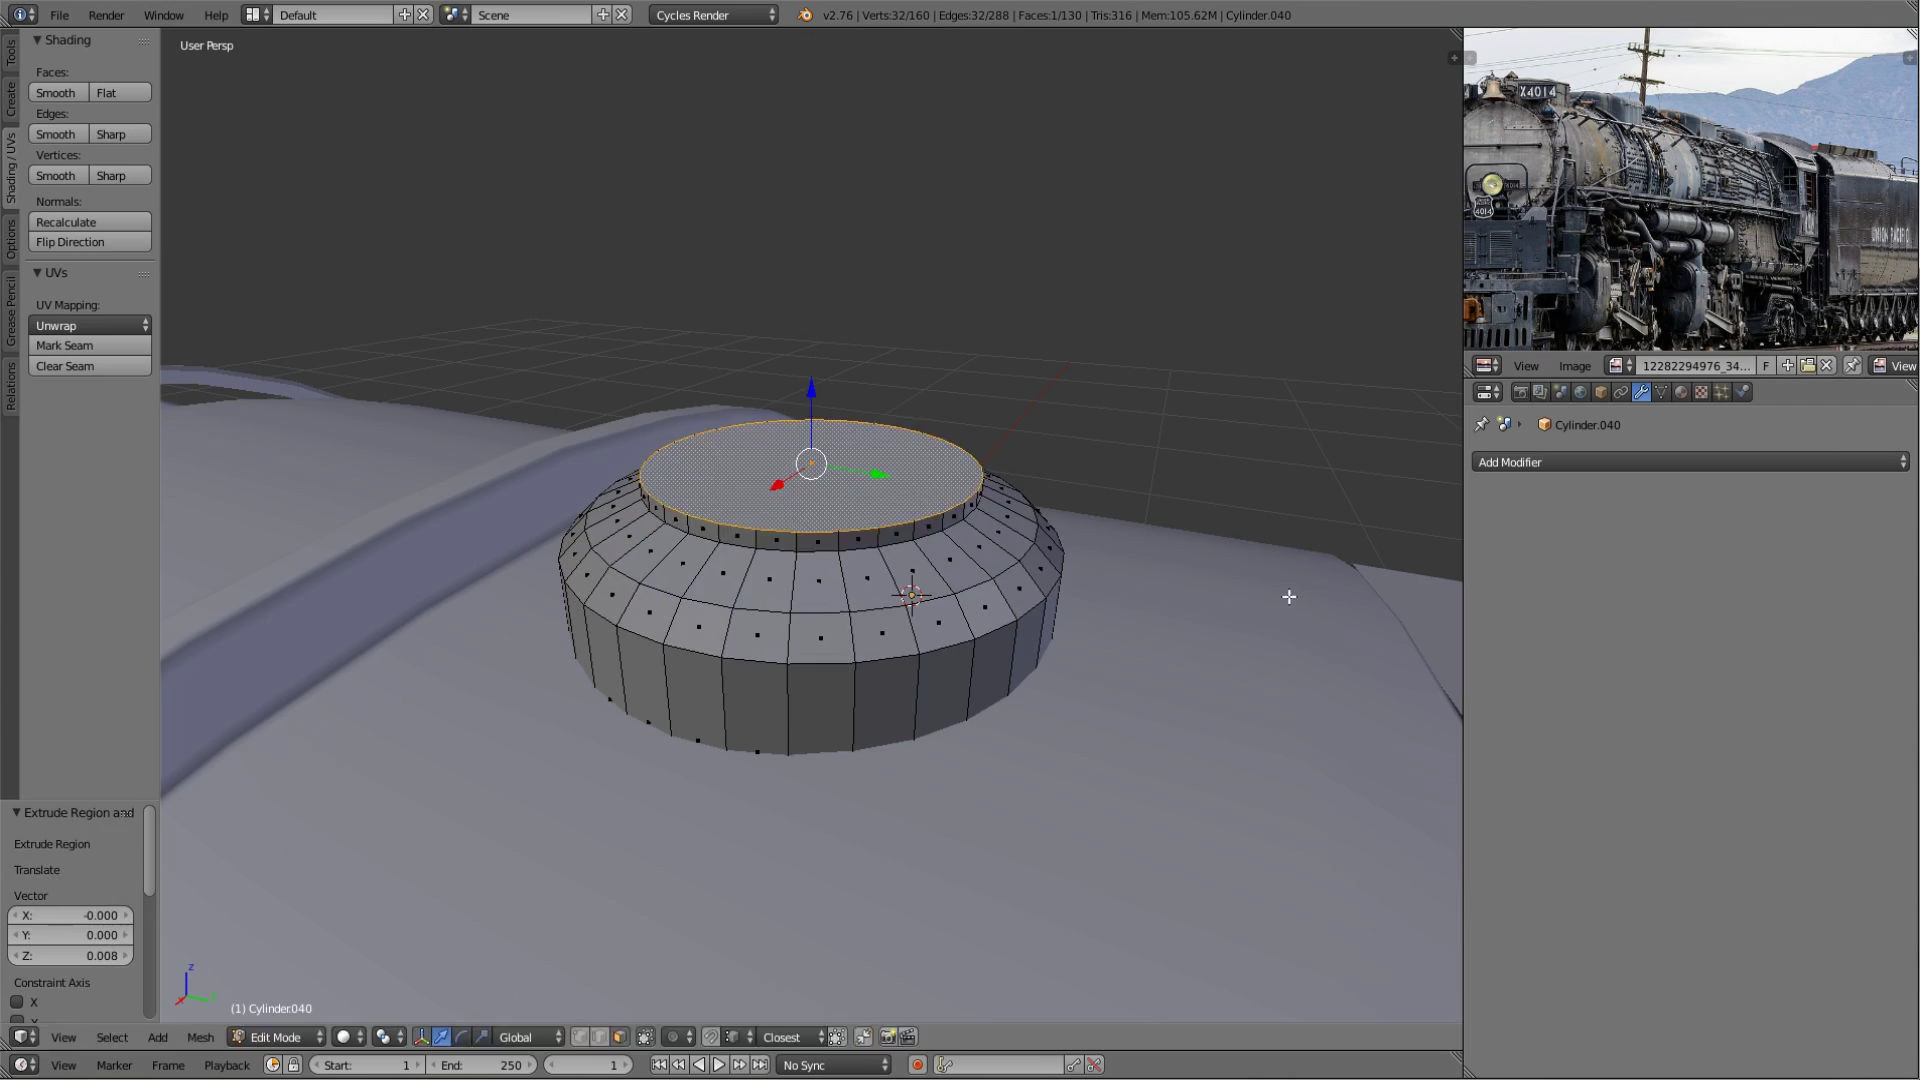 File Render Window Help Default Scene Cycles Render v2.76 | Verts:32/160 | Edges:32/288 | Faces:1/130 | Tris:316 | Mem:105.62M | Cylinder.040
Tools
Create
Shading / UVs
Options
Grease Pencil
Relations
Shading
Faces:
Smooth Flat
Edges:
Smooth Sharp
Vertices:
Smooth Sharp
Normals:
Recalculate
Flip Direction
UVs
UV Mapping:
Unwrap
Mark Seam
Clear Seam
Extrude Region and
Extrude Region
Translate
Vector
X: -0.000
Y: 0.000
Z: 0.008
Constraint Axis
X
User Persp
z
(1) Cylinder.040
X4014
4014
UNION PACIFIC
View Image 12282294976_34... F View
Cylinder.040
Add Modifier
View Select Add Mesh Edit Mode Global Closest
View Marker Frame Playback Start: 1 End: 250 1 No Sync